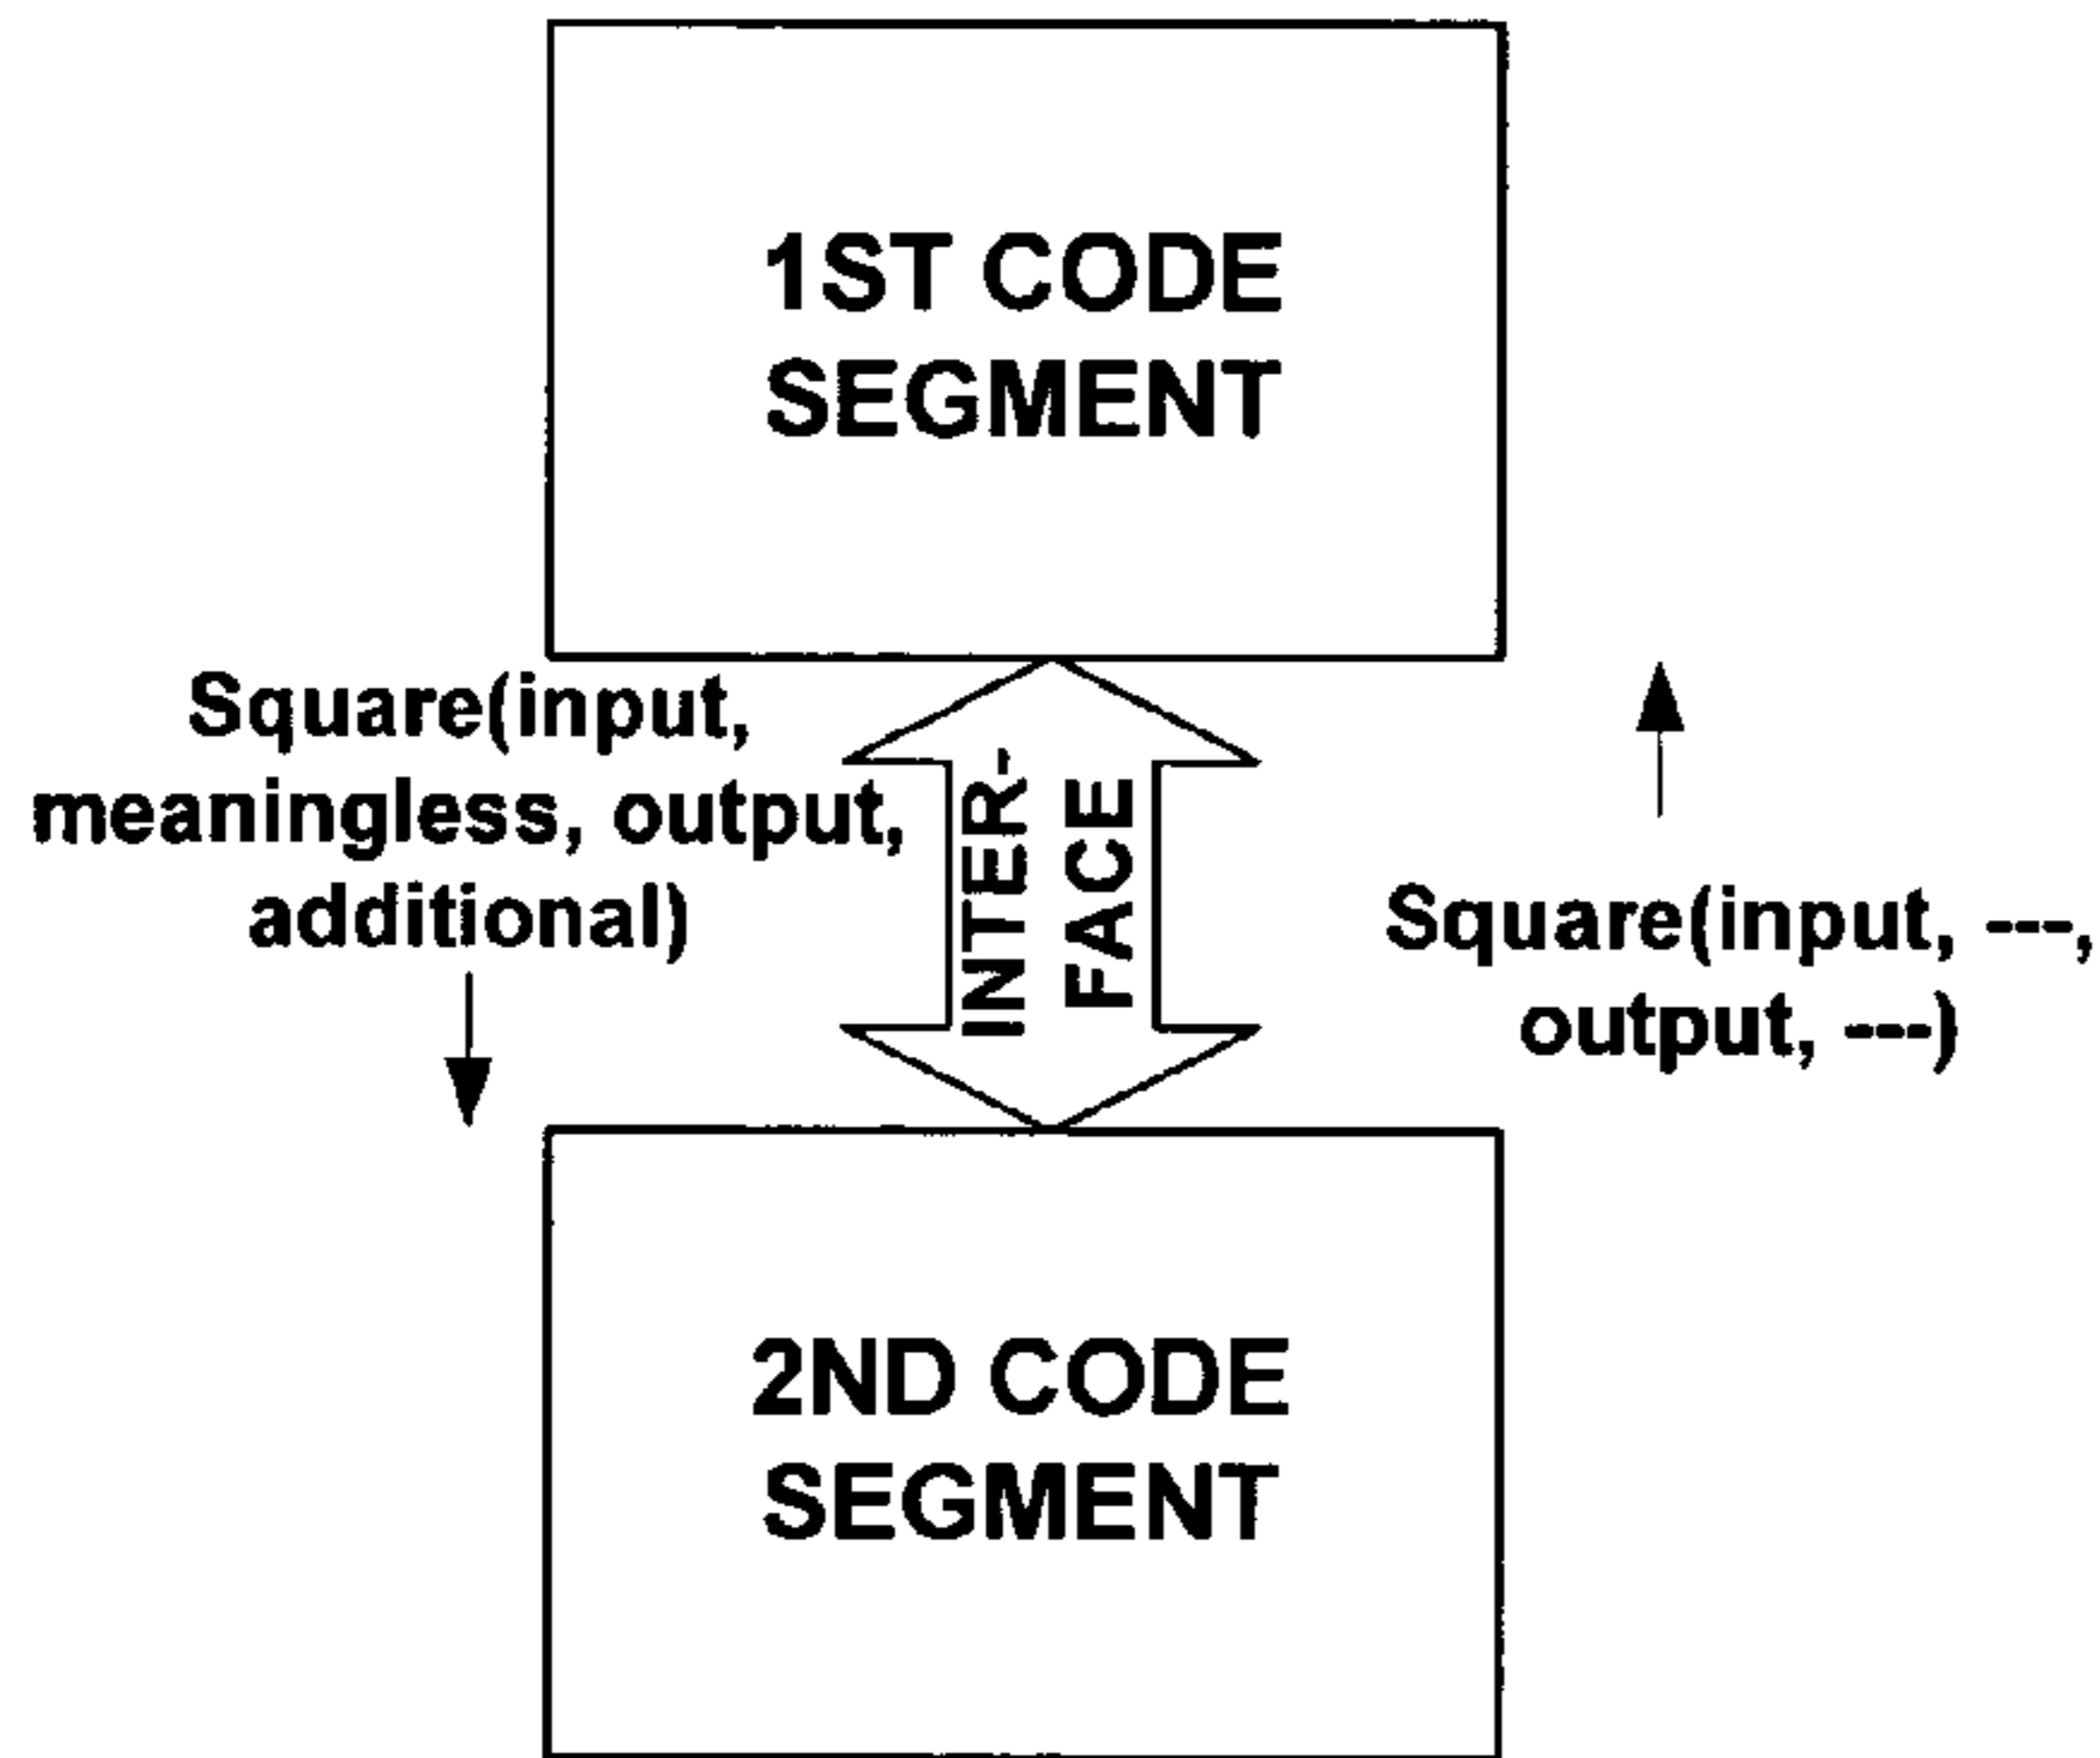 1ST CODE
SEGMENT
Square(input,
meaningless, output,
additional)
INTER-
FACE
Square(input, ---,
output, ---)
2ND CODE
SEGMENT